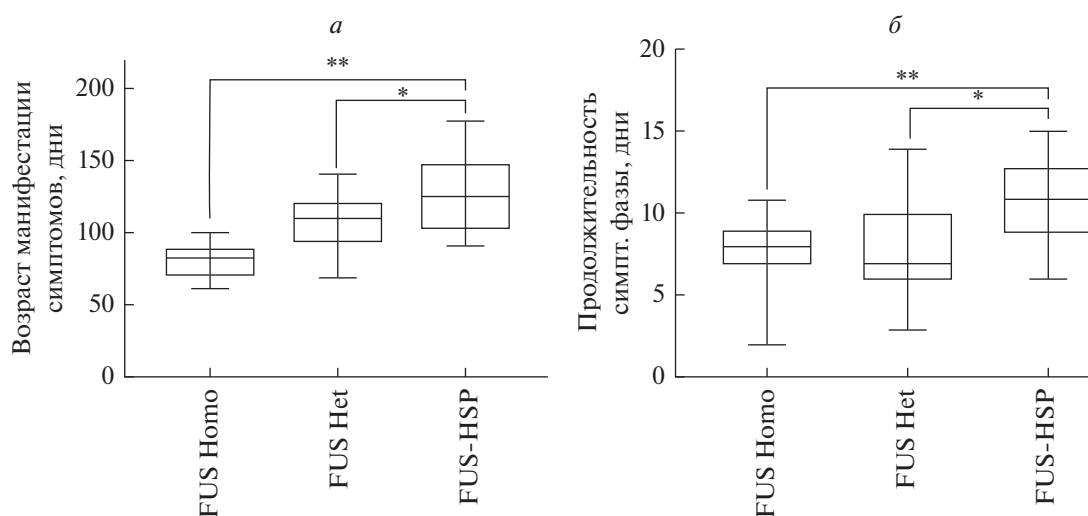 а
Возраст манифестации
симптомов, дни
200
150
100
50
0
**
*
FUS Homo
FUS Het
FUS-HSP
б
Продолжительность
симпт. фазы, дни
20
15
10
5
0
**
*
FUS Homo
FUS Het
FUS-HSP